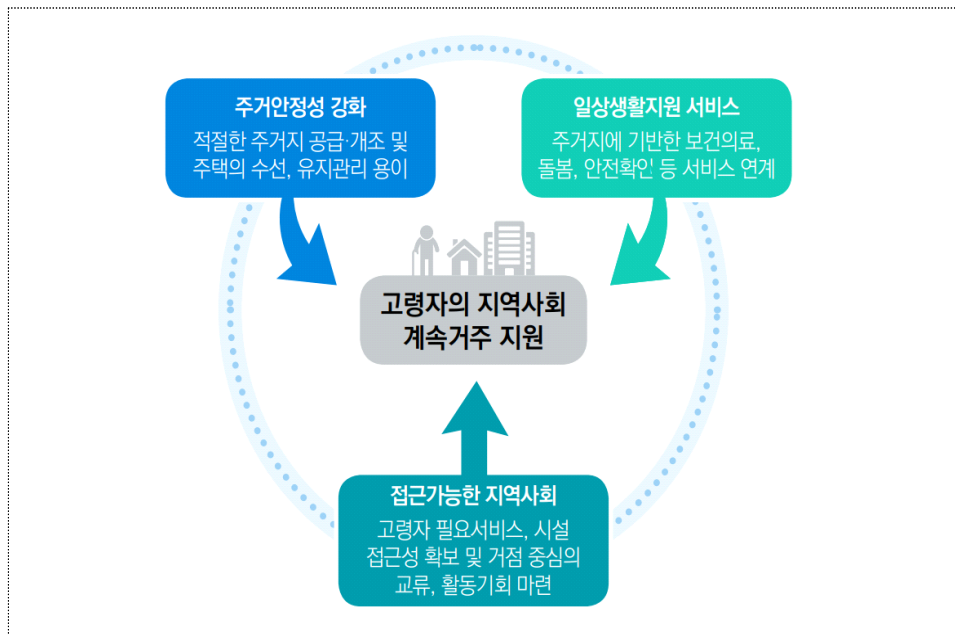 주거안정성 강화
적절한 주거지 공급·개조 및
주택의 수선, 유지관리 용이
일상생활지원 서비스
주거지에 기반한 보건의료,
돌봄, 안전확인 등 서비스 연계
고령자의 지역사회
계속거주 지원
접근가능한 지역사회
고령자 필요서비스, 시설
접근성 확보 및 거점 중심의
교류, 활동기회 마련